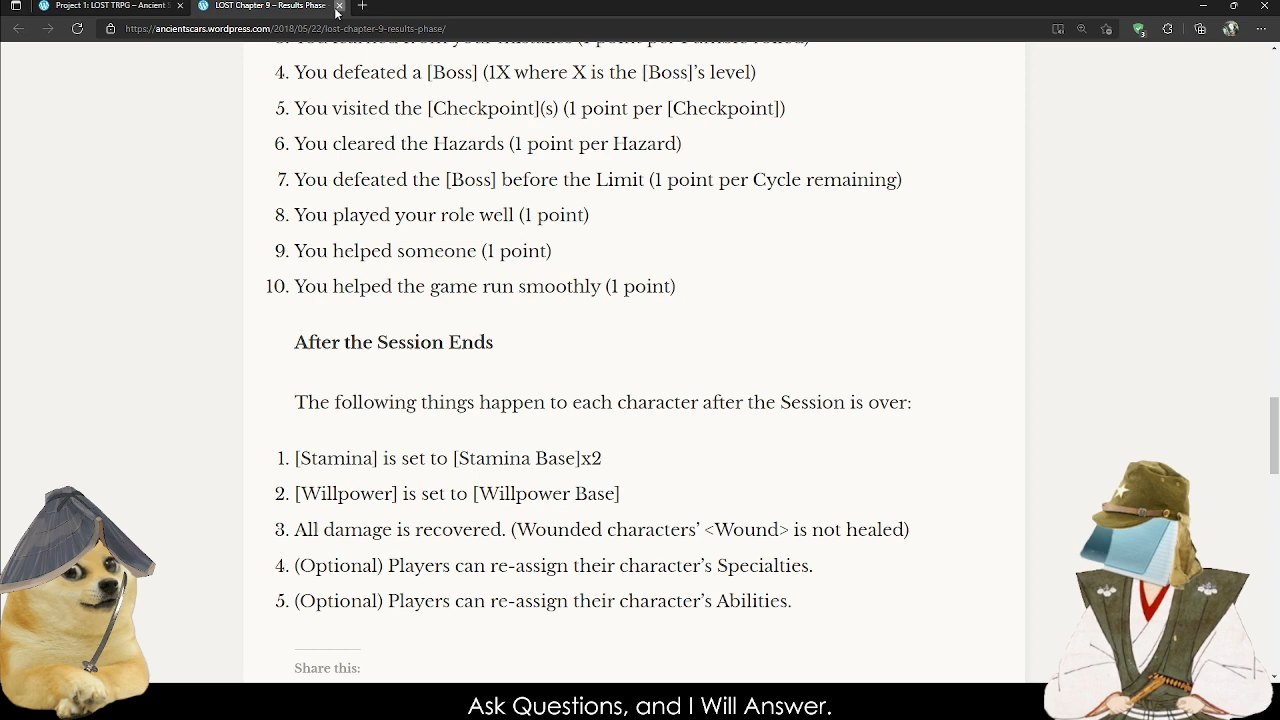 Project 1: LOST TRPG – Ancient S
LOST Chapter 9 – Results Phase
https://ancientscars.wordpress.com/2018/05/22/lost-chapter-9-results-phase/
4. You defeated a [Boss] (1X where X is the [Boss]’s level)
5. You visited the [Checkpoint](s) (1 point per [Checkpoint])
6. You cleared the Hazards (1 point per Hazard)
7. You defeated the [Boss] before the Limit (1 point per Cycle remaining)
8. You played your role well (1 point)
9. You helped someone (1 point)
10. You helped the game run smoothly (1 point)
After the Session Ends
The following things happen to each character after the Session is over:
1. [Stamina] is set to [Stamina Base]x2
2. [Willpower] is set to [Willpower Base]
3. All damage is recovered. (Wounded characters’ <Wound> is not healed)
4. (Optional) Players can re-assign their character’s Specialties.
5. (Optional) Players can re-assign their character’s Abilities.
Share this:
Ask Questions, and I Will Answer.